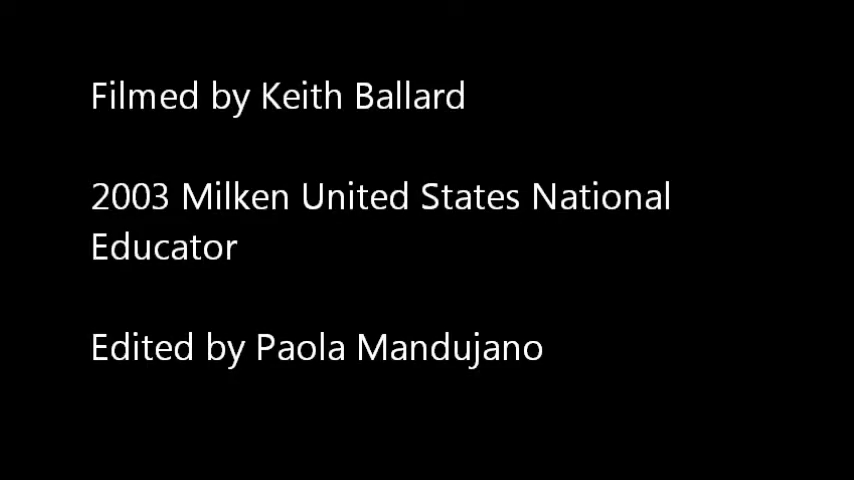 Filmed by Keith Ballard
2003 Milken United States National
Educator
Edited by Paola Mandujano